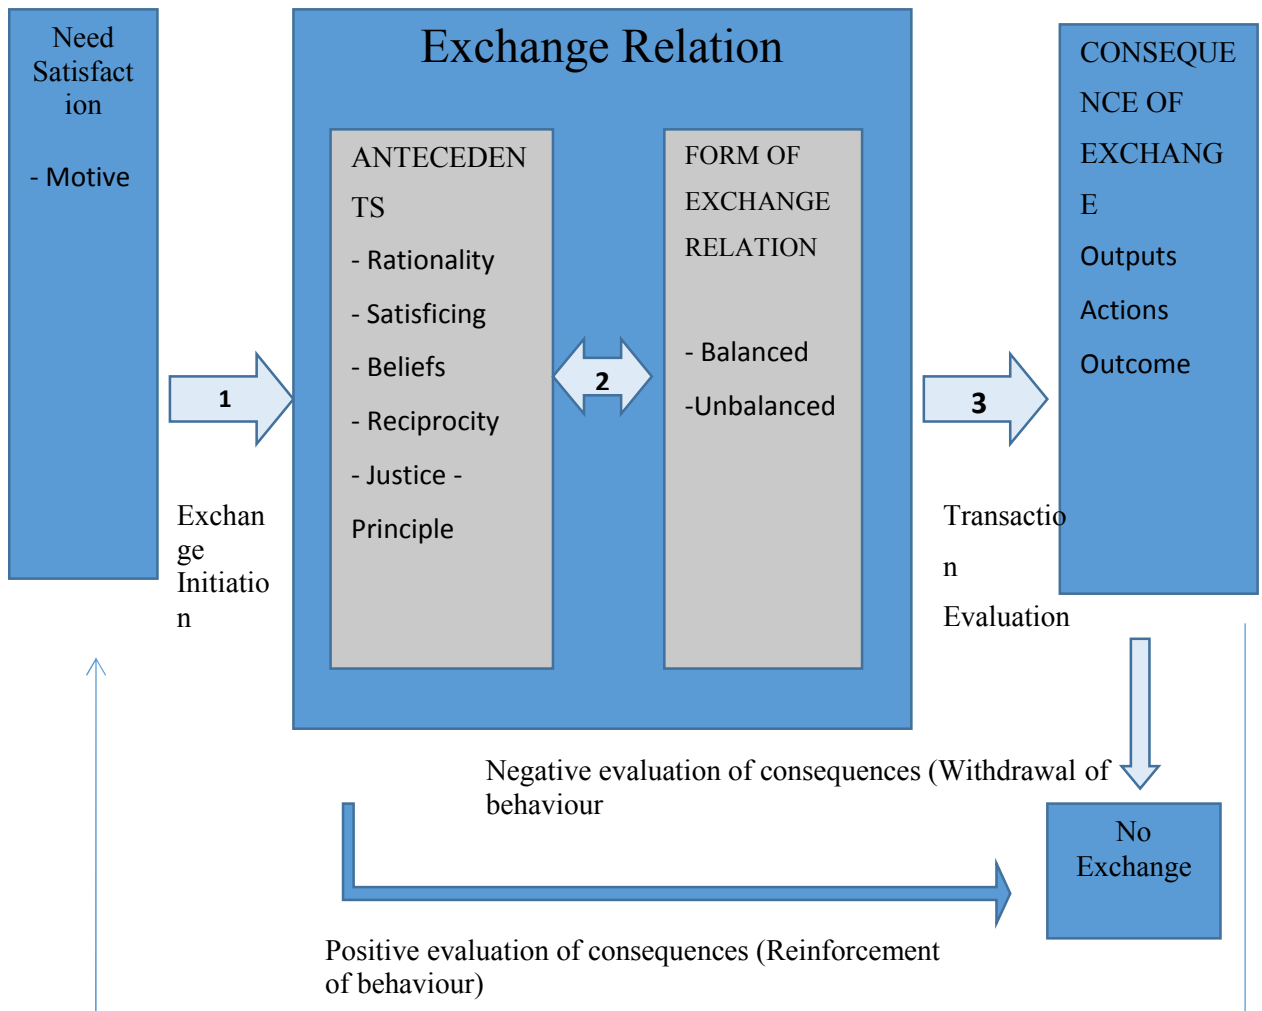 Need
Satisfact
ion
- Motive
1
Exchan
ge
Initiatio
n
Exchange Relation
ANTECEDEN
TS
- Rationality
- Satisficing
- Beliefs
- Reciprocity
- Justice -
Principle
2
FORM OF
EXCHANGE
RELATION
- Balanced
-Unbalanced
3
Transactio
n
Evaluation
CONSEQUE
NCE OF
EXCHANG
E
Outputs
Actions
Outcome
Negative evaluation of consequences (Withdrawal of
behaviour
No
Exchange
Positive evaluation of consequences (Reinforcement
of behaviour)